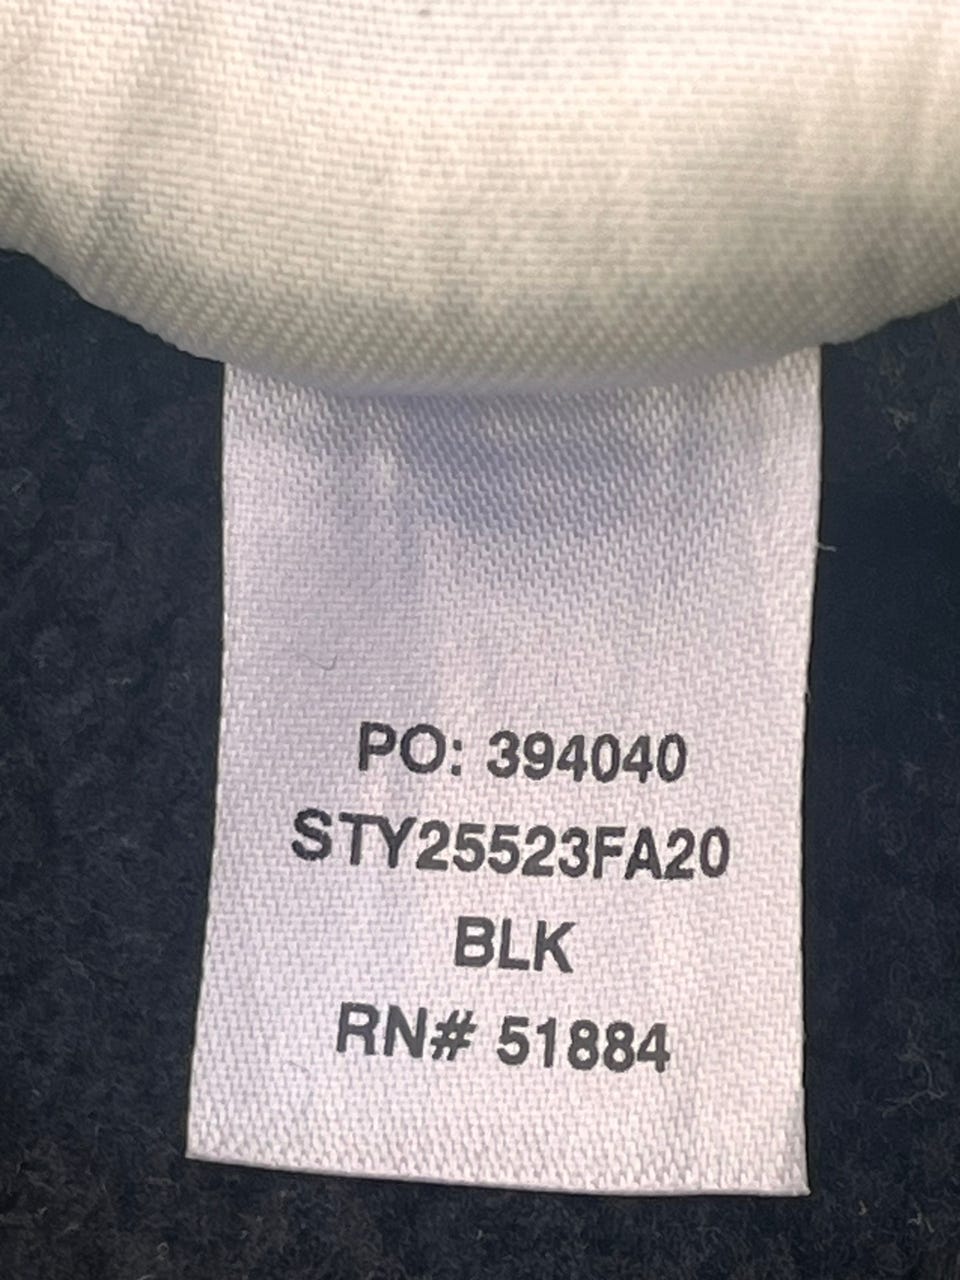 PO: 394040
STY25523FA20
BLK
RN# 51884